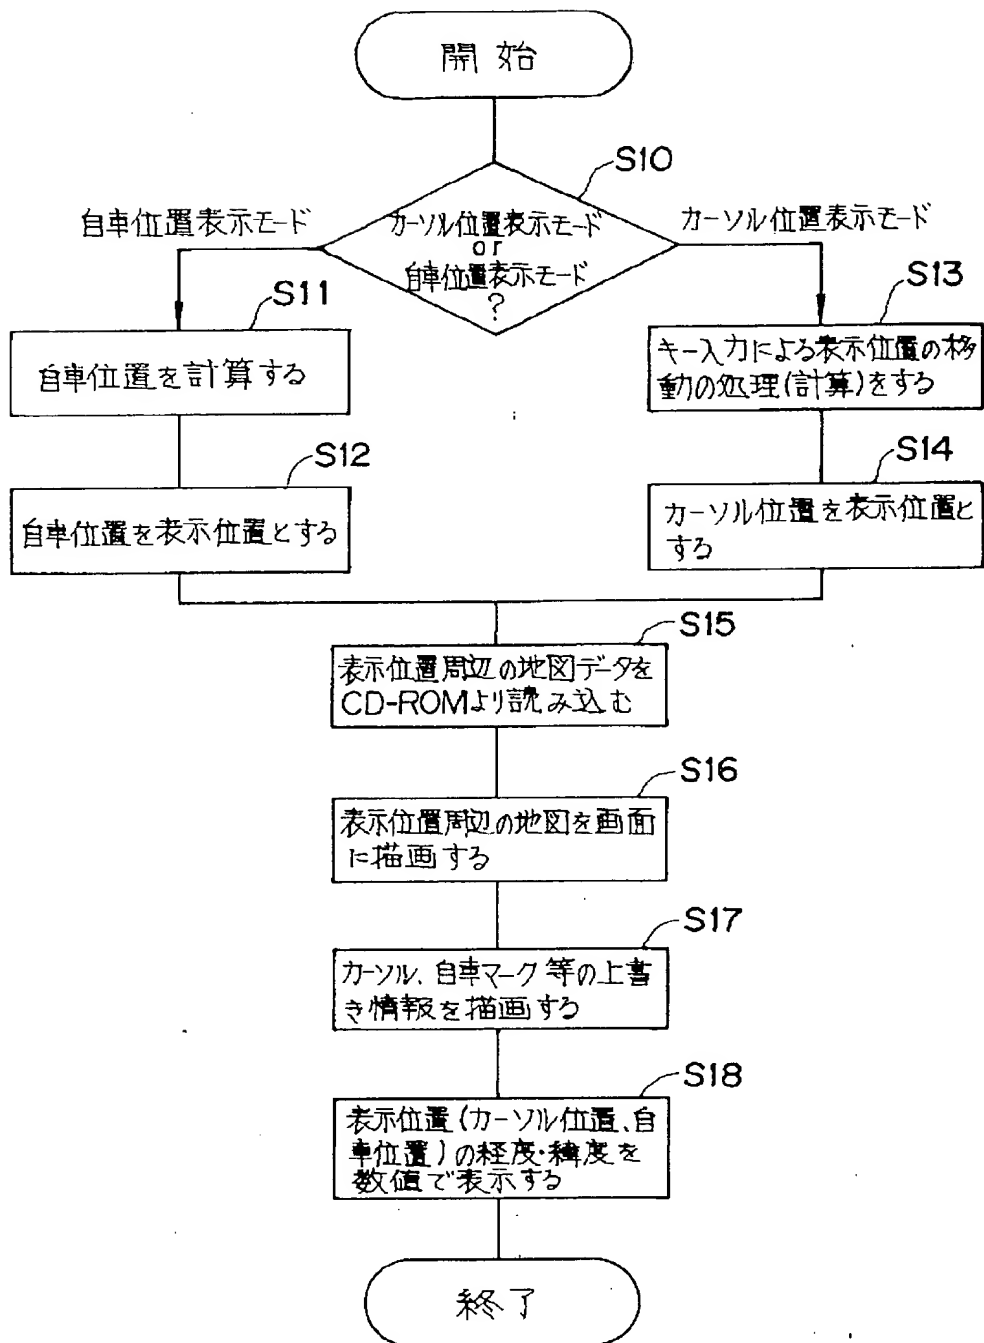 開始
S10
自車位置表示モード
カーソル位置表示モード
or
自車位置表示モード
?
カーソル位置表示モード
S11
自車位置を計算する
S13
キー入力による表示位置の移
動の処理(計算)をする
S12
自車位置を表示位置とする
S14
カーソル位置を表示位置と
する
S15
表示位置周辺の地図データを
CD-ROMより読み込む
S16
表示位置周辺の地図を画面
に描画する
S17
カーソル、自車マーク等の上書
き情報を描画する
S18
表示位置(カーソル位置、自
車位置)の経度・緯度を
数値で表示する
終了